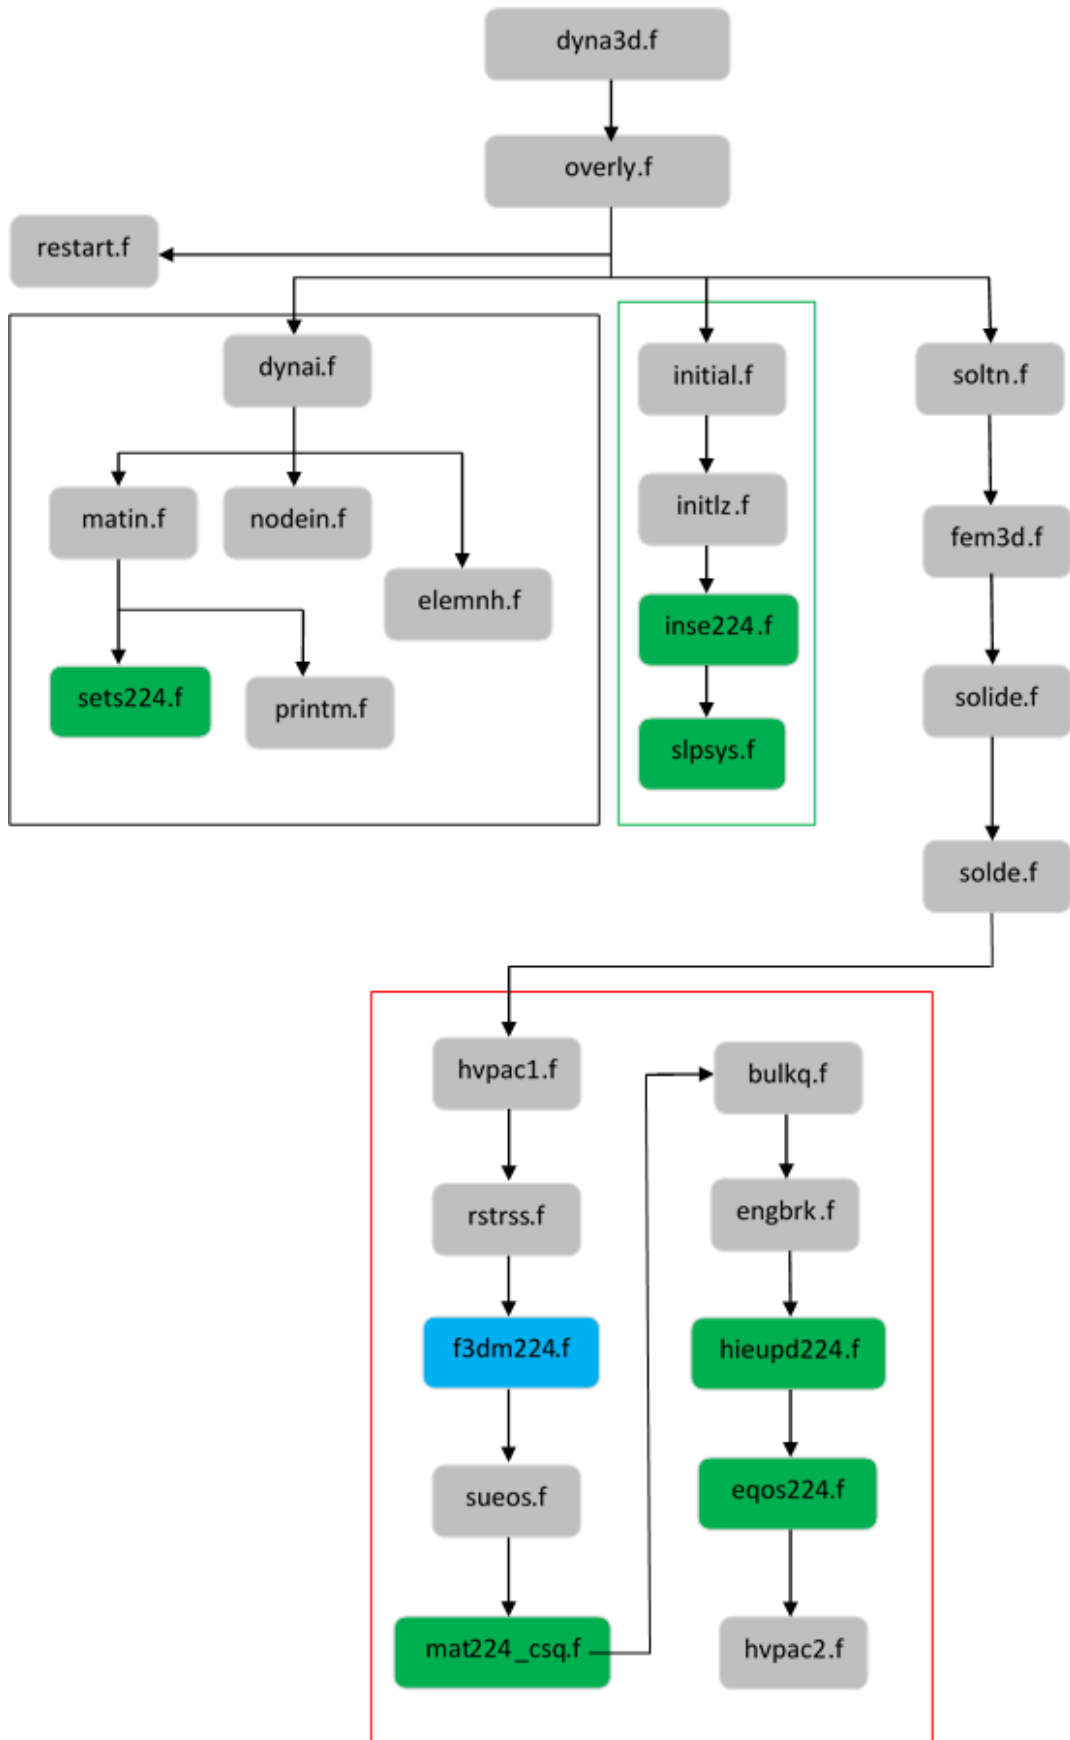 dyna3d.f
overly.f
restart.f
dynai.f
initial.f
soltn.f
matin.f
nodein.f
initlz.f
fem3d.f
elemnh.f
inse224.f
sets224.f
printm.f
solide.f
slpsys.f
solde.f
hvpac1.f
bulkq.f
rstrss.f
engbrk.f
f3dm224.f
hieupd224.f
sueos.f
eqos224.f
mat224_csq.f
hvpac2.f